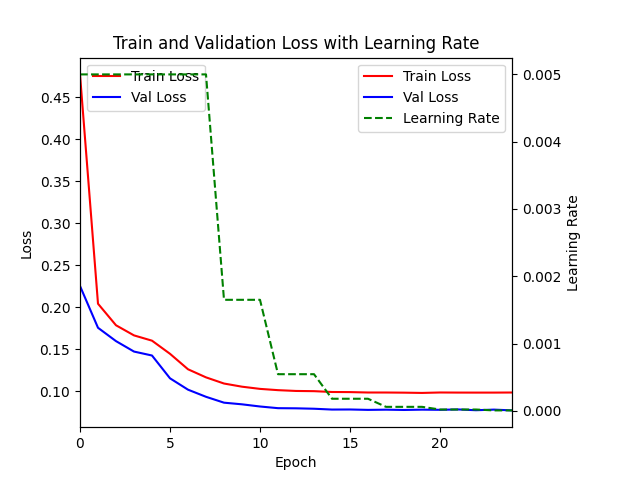 Train and Validation Loss with Learning Rate
Train Loss
Val Loss
Train Loss
Val Loss
Learning Rate
Loss
0.45
0.40
0.35
0.30
0.25
0.20
0.15
0.10
0.005
0.004
0.003
0.002
0.001
0.000
Learning Rate
0 5 10 15 20
Epoch